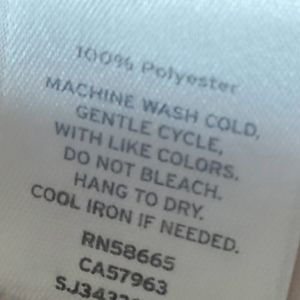 100% Polyester
MACHINE WASH COLD,
GENTLE CYCLE,
WITH LIKE COLORS.
DO NOT BLEACH.
HANG TO DRY.
COOL IRON IF NEEDED.
RN58665
CA57963